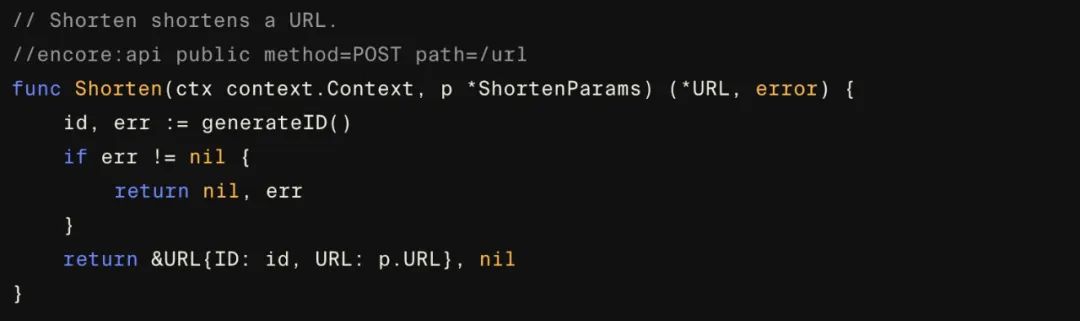 // Shorten shortens a URL.
//encore:api public method=POST path=/url
func Shorten(ctx context.Context, p *ShortenParams) (*URL, error) {
    id, err := generateID()
    if err != nil {
        return nil, err
    }
    return &URL{ID: id, URL: p.URL}, nil
}